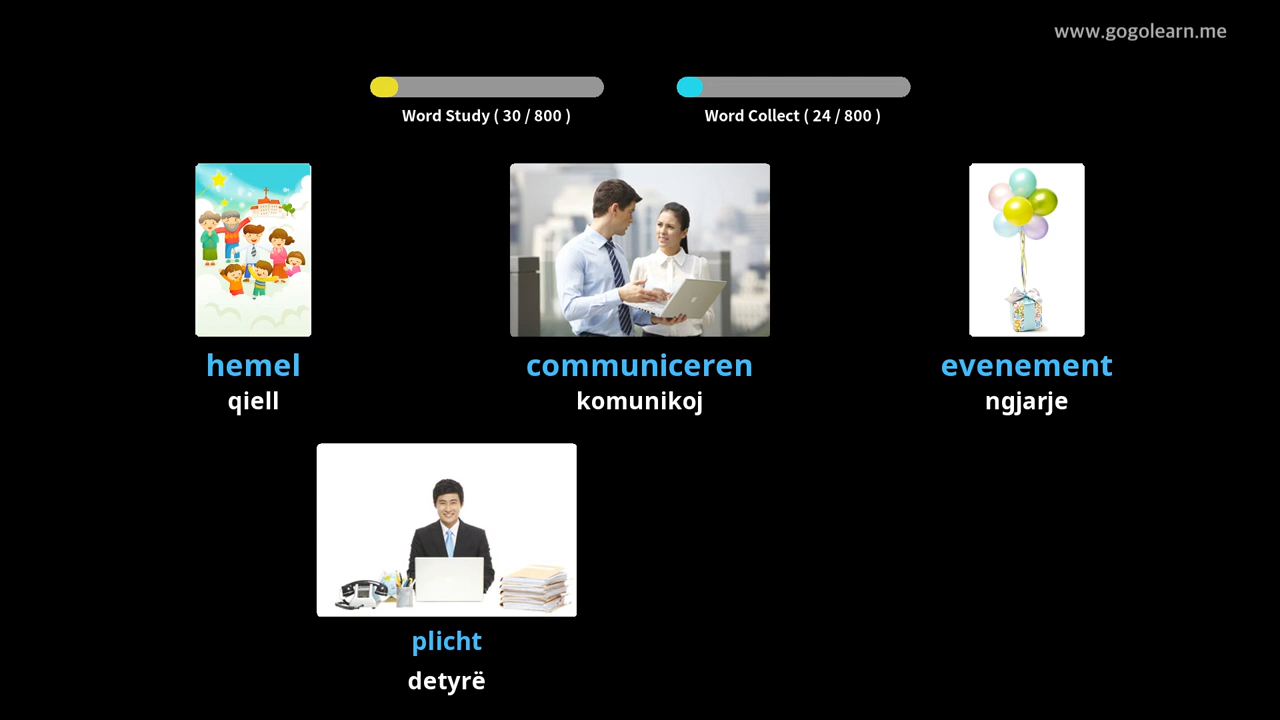 www.gogolearn.me
Word Study ( 30 / 800 )
Word Collect ( 24 / 800 )
hemel
qiell
communiceren
komunikoj
evenement
ngjarje
plicht
detyrë